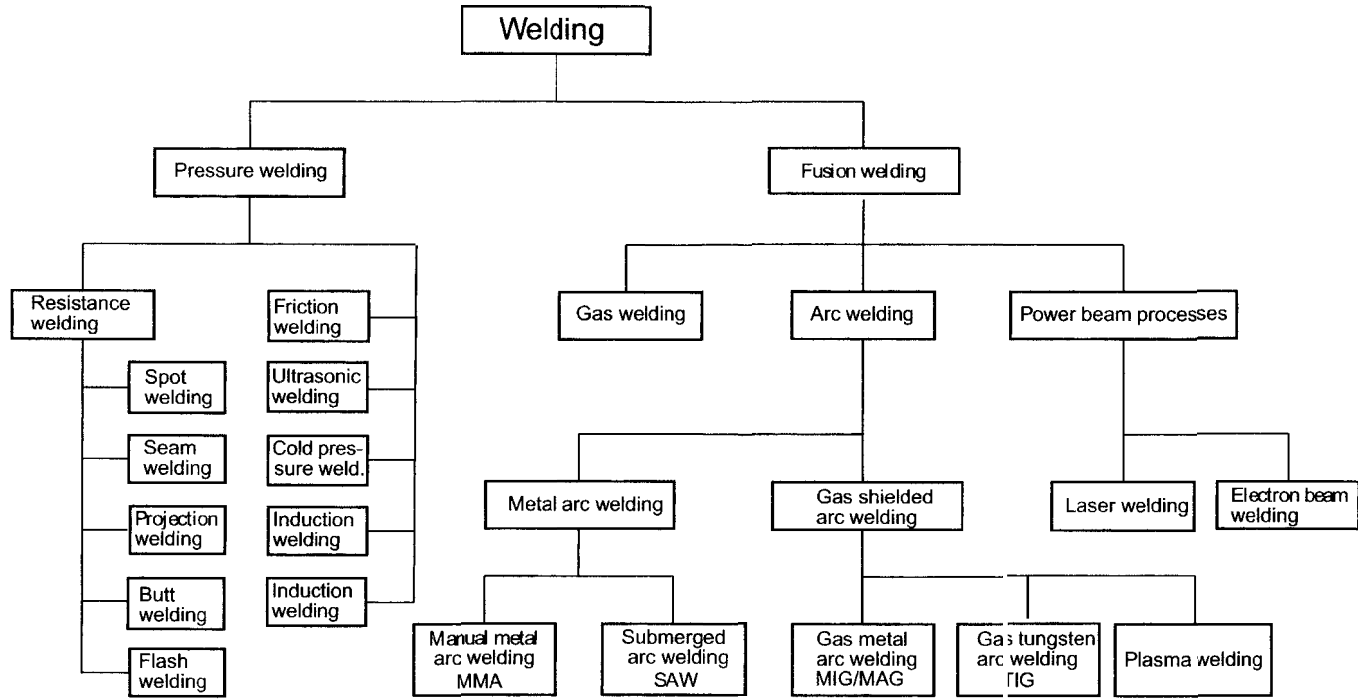 Welding
Pressure welding
Fusion welding
Resistance
welding
Friction
welding
Gas welding
Arc welding
Power beam processes
Spot
welding
Ultrasonic
welding
Seam
welding
Cold pres-
sure weld.
Metal arc welding
Gas shielded
arc welding
Laser welding
Electron beam
welding
Projection
welding
Induction
welding
Butt
welding
Induction
welding
Manual metal
arc welding
MMA
Submerged
arc welding
SAW
Gas metal
arc welding
MIG/MAG
Gas tungsten
arc welding
TIG
Plasma welding
Flash
welding